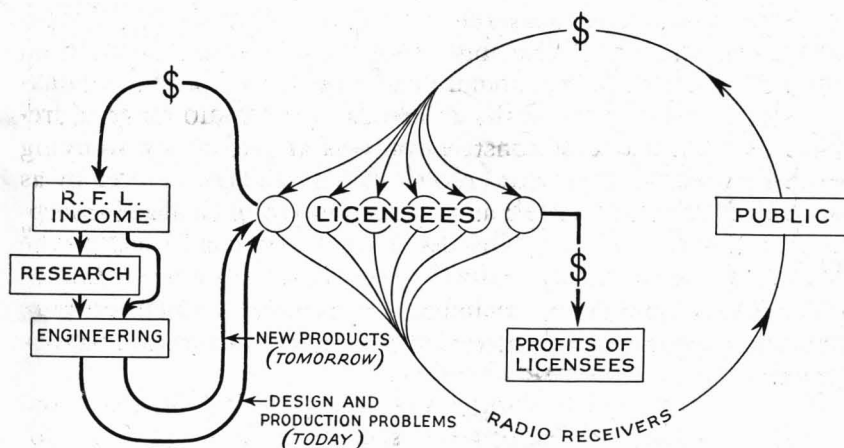 $
$
R. F. L.
INCOME
RESEARCH
ENGINEERING
LICENSEES
PUBLIC
$
PROFITS OF
LICENSEES
NEW PRODUCTS
(TOMORROW)
DESIGN AND
PRODUCTION PROBLEMS
(TODAY)
RADIO RECEIVERS